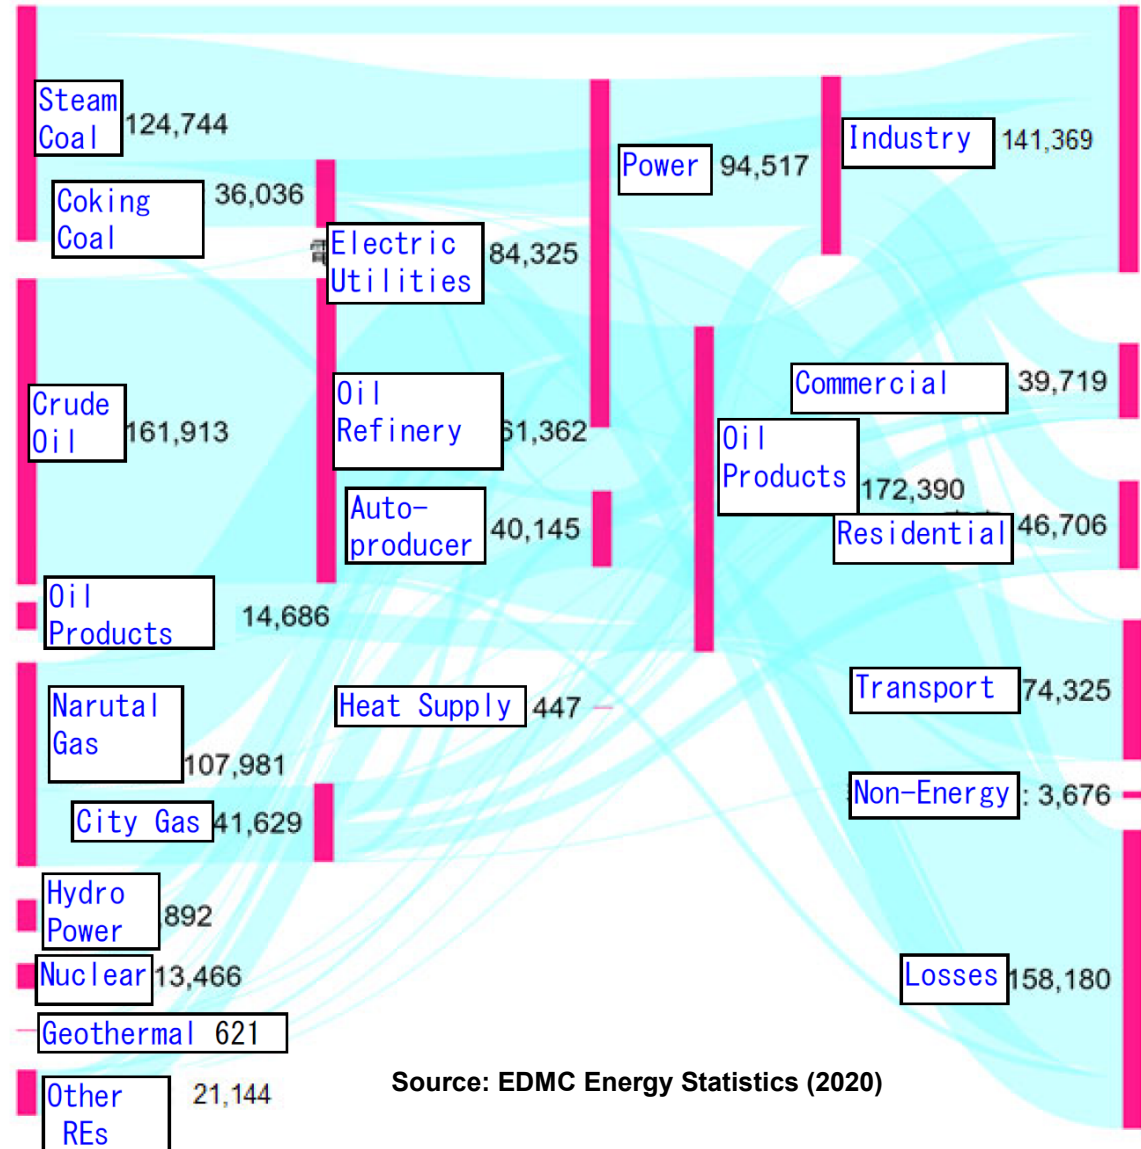 Steam
Coal
124,744
Coking
Coal
36,036
電
Electric
Utilities
84,325
Power
94,517
Industry
141,369
Crude
Oil
161,913
Oil
Refinery
61,362
Auto-
producer
40,145
Commercial
39,719
Oil
Products
172,390
Residential
46,706
Oil
Products
14,686
Narutal
Gas
107,981
Heat Supply
447
Transport
74,325
City Gas
41,629
Non-Energy
: 3,676
Hydro
Power
,892
Nuclear
13,466
Losses
158,180
Geothermal 621
Other
REs
21,144
Source: EDMC Energy Statistics (2020)